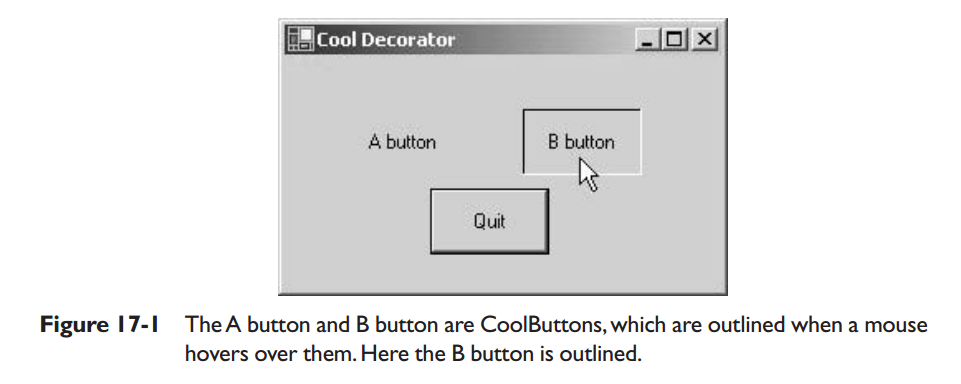 Cool Decorator
A button
B button
Quit
Figure 17-1 The A button and B button are CoolButtons, which are outlined when a mouse
hovers over them. Here the B button is outlined.